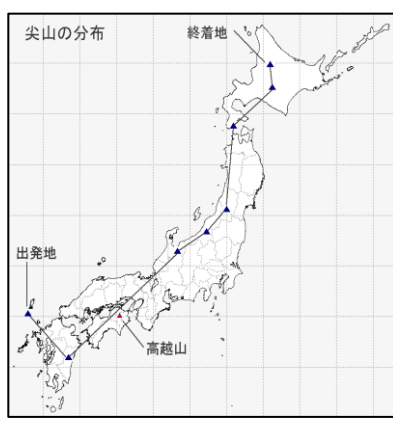 尖山の分布
終着地
出発地
高越山